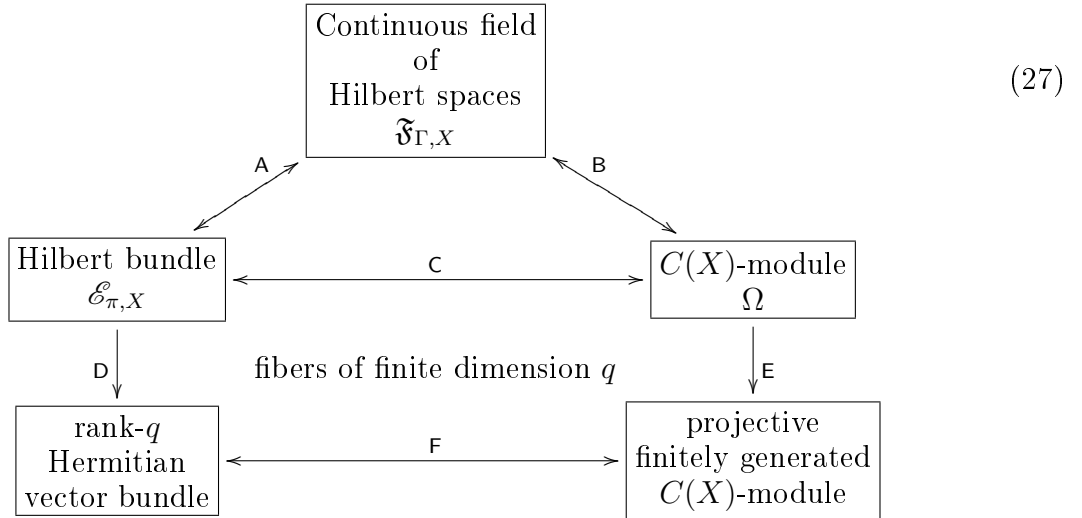 Continuous field
of
Hilbert spaces
𝕱Γ,X
(27)
A
B
Hilbert bundle
ℰπ,X
C
C(X)-module
Ω
D
fibers of finite dimension q
E
rank-q
Hermitian
vector bundle
F
projective
finitely generated
C(X)-module